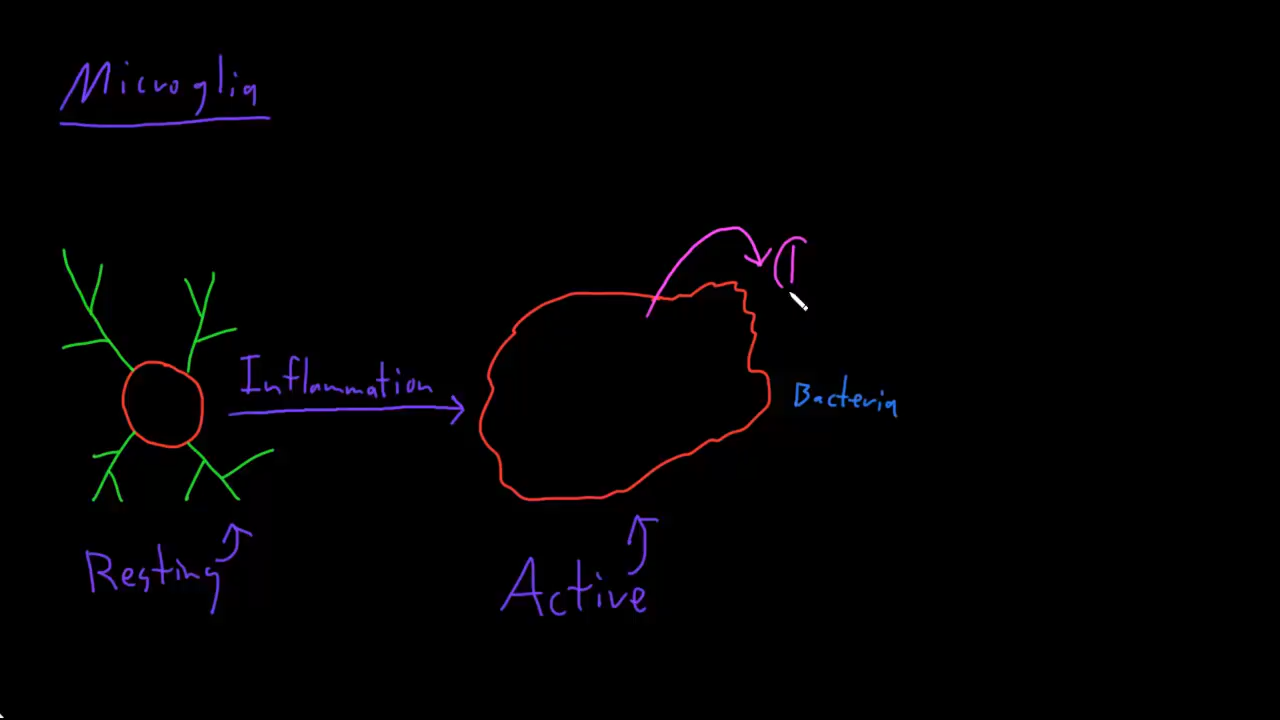 Microglia
Inflammation
Bacteria
Resting
Active